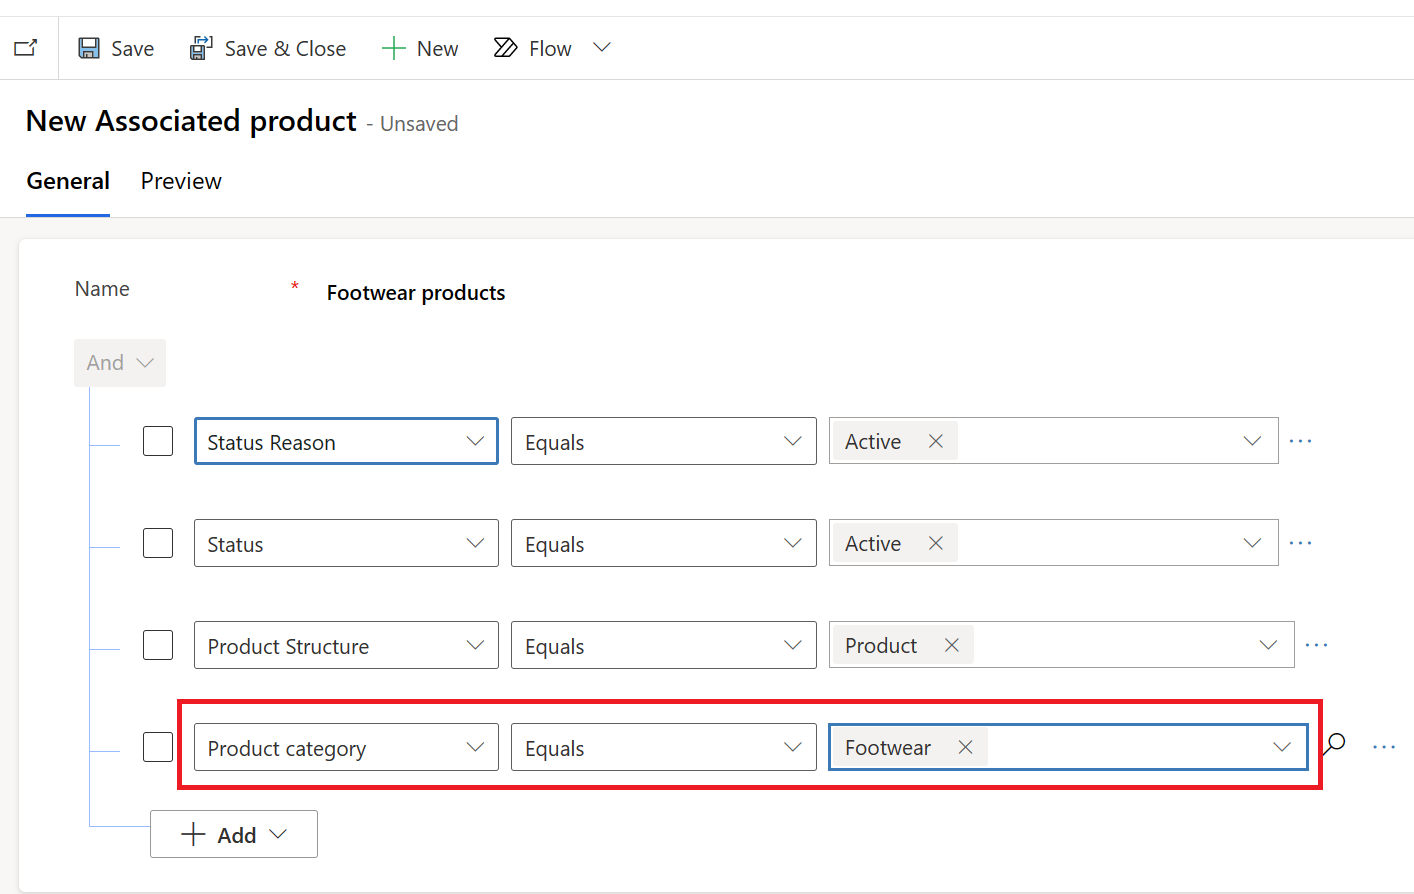 Save Save & Close New Flow
New Associated product - Unsaved
General Preview
Name * Footwear products
And
Status Reason Equals Active
Status Equals Active
Product Structure Equals Product
Product category Equals Footwear
Add